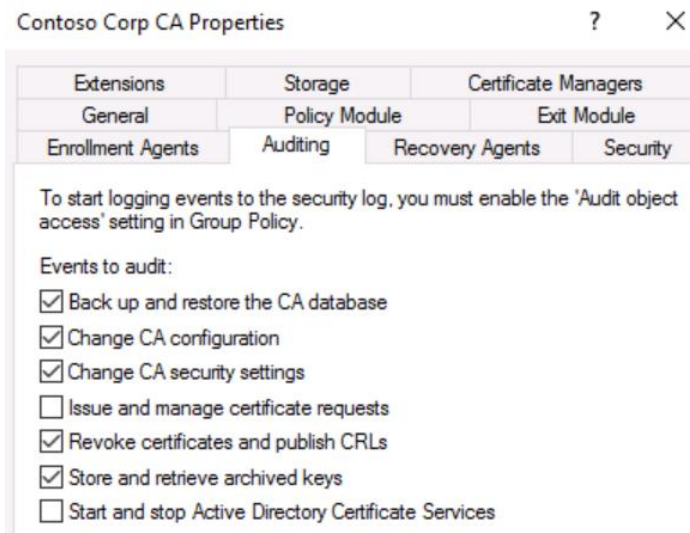 Contoso Corp CA Properties ? ×
Extensions Storage Certificate Managers
General Policy Module Exit Module
Enrollment Agents Auditing Recovery Agents Security
To start logging events to the security log, you must enable the 'Audit object
access' setting in Group Policy.
Events to audit:
Back up and restore the CA database
Change CA configuration
Change CA security settings
Issue and manage certificate requests
Revoke certificates and publish CRLs
Store and retrieve archived keys
Start and stop Active Directory Certificate Services